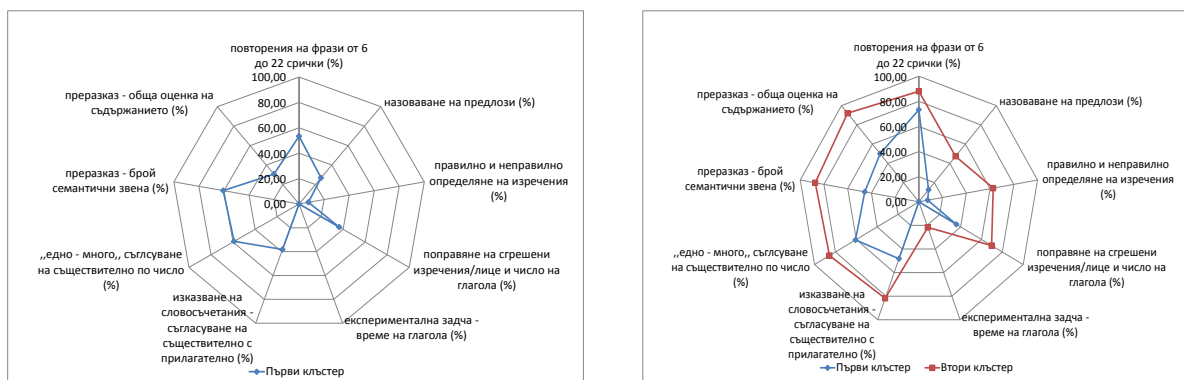 повторения на фрази от 6
до 22 срички (%)
100,00
80,00
60,00
40,00
20,00
0,00
назоваване на предлози (%)
правилно и неправилно
определяне на изречения
(%)
поправяне на сгрешени
изречения/лице и число на
глагола (%)
експериментална задча -
време на глагола (%)
изказване на
словосъчетания -
съгласуване на
съществително с
прилагателно (%)
,,едно - много,, съглсуване
на съществително по число
(%)
преразказ - брой
семантични звена (%)
преразказ - обща оценка на
съдържанието (%)
Първи клъстер
повторения на фрази от 6
до 22 срички (%)
100,00
80,00
60,00
40,00
20,00
0,00
назоваване на предлози (%)
правилно и неправилно
определяне на изречения
(%)
поправяне на сгрешени
изречения/лице и число на
глагола (%)
експериментална задча -
време на глагола (%)
изказване на
словосъчетания -
съгласуване на
съществително с
прилагателно (%)
,,едно - много,, съглсуване
на съществително по число
(%)
преразказ - брой
семантични звена (%)
преразказ - обща оценка на
съдържанието (%)
Първи клъстер
Втори клъстер